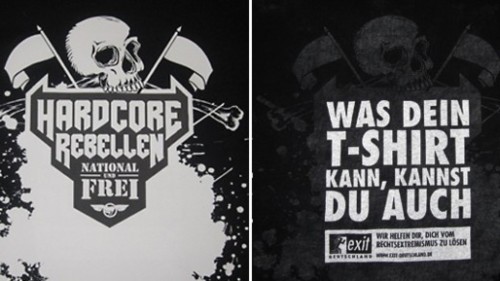 HARDCORE
REBELLEN
NATIONAL
UND
FREI
WAS DEIN
T-SHIRT
KANN, KANNST
DU AUCH
exit
DEUTSCHLAND
WIR HELFEN DIR, DICH VOM
RECHTSEXTREMISMUS ZU LÖSEN
WWW.EXIT-DEUTSCHLAND.DE